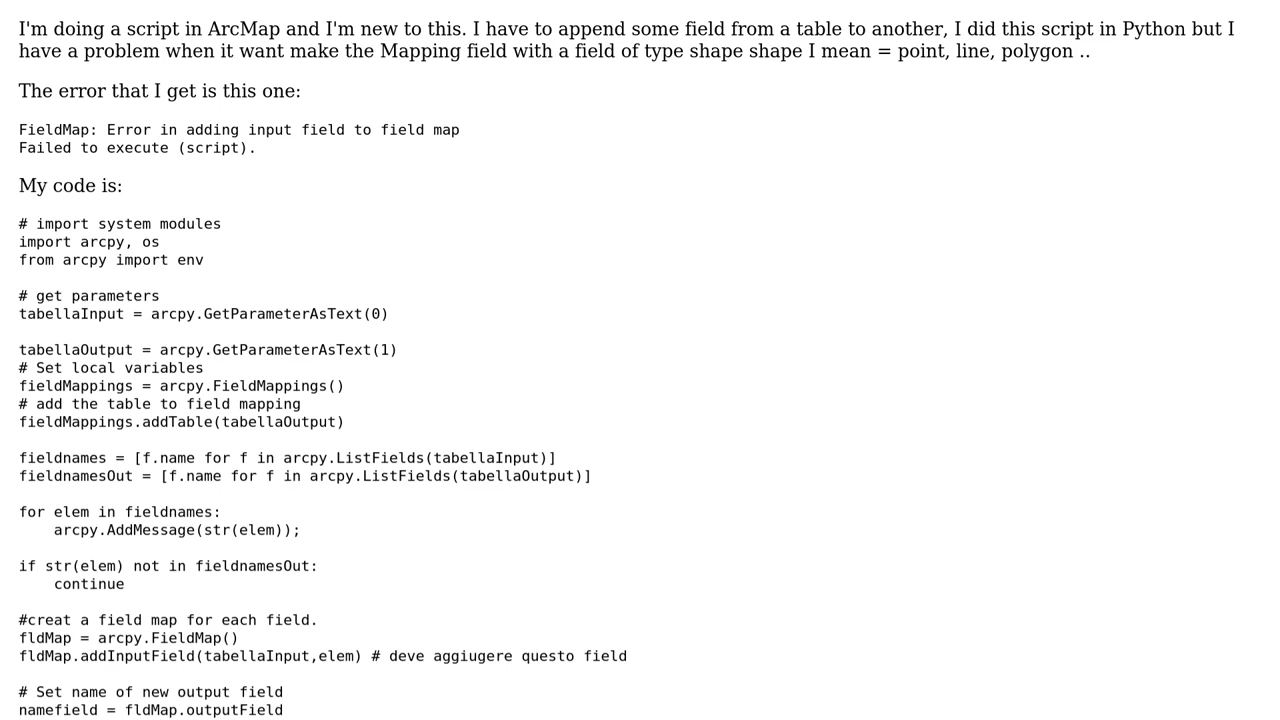 I'm doing a script in ArcMap and I'm new to this. I have to append some field from a table to another, I did this script in Python but I
have a problem when it want make the Mapping field with a field of type shape shape I mean = point, line, polygon ..
The error that I get is this one:
FieldMap: Error in adding input field to field map
Failed to execute (script).
My code is:
# import system modules
import arcpy, os
from arcpy import env
# get parameters
tabellaInput = arcpy.GetParameterAsText(0)
tabellaOutput = arcpy.GetParameterAsText(1)
# Set local variables
fieldMappings = arcpy.FieldMappings()
# add the table to field mapping
fieldMappings.addTable(tabellaOutput)
fieldnames = [f.name for f in arcpy.ListFields(tabellaInput)]
fieldnamesOut = [f.name for f in arcpy.ListFields(tabellaOutput)]
for elem in fieldnames:
    arcpy.AddMessage(str(elem));
if str(elem) not in fieldnamesOut:
    continue
#creat a field map for each field.
fldMap = arcpy.FieldMap()
fldMap.addInputField(tabellaInput,elem) # deve aggiugere questo field
# Set name of new output field
namefield = fldMap.outputField